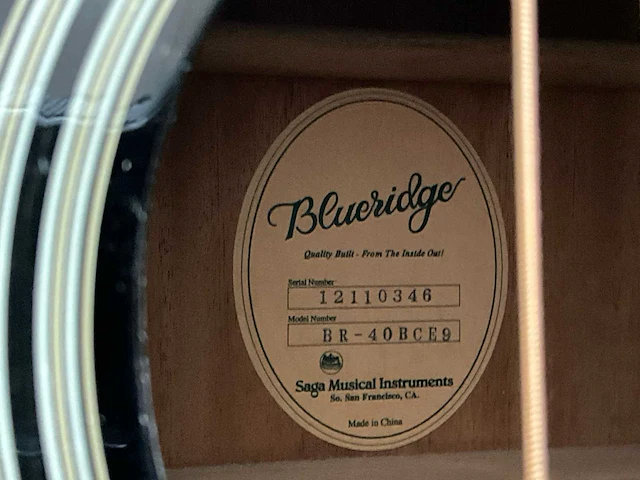 Blueridge
Quality Built - From The Inside Out!
Serial Number
12110346
Model Number
BR-40BCE9
Saga Musical Instruments
So. San Francisco, CA.
Made in China